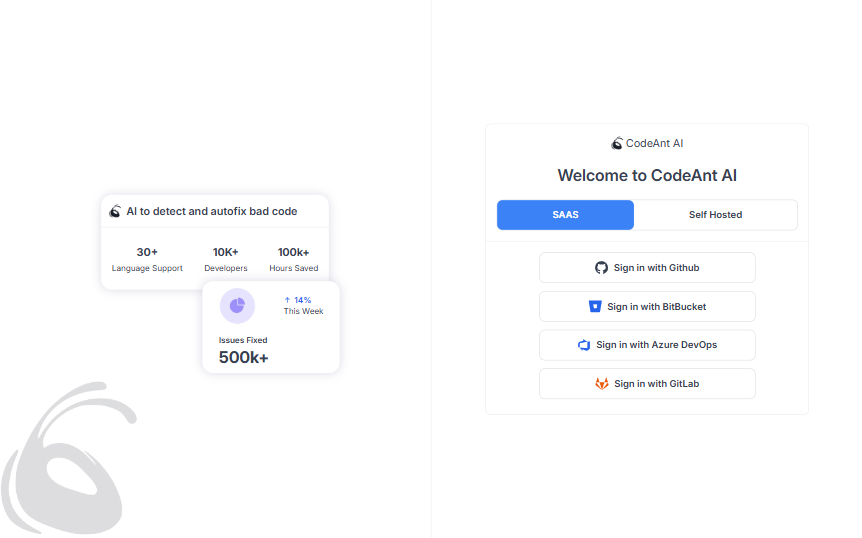 AI to detect and autofix bad code
30+ 10K+ 100k+
Language Support Developers Hours Saved
↑ 14%
This Week
Issues Fixed
500k+
CodeAnt AI
Welcome to CodeAnt AI
SAAS Self Hosted
Sign in with Github
Sign in with BitBucket
Sign in with Azure DevOps
Sign in with GitLab